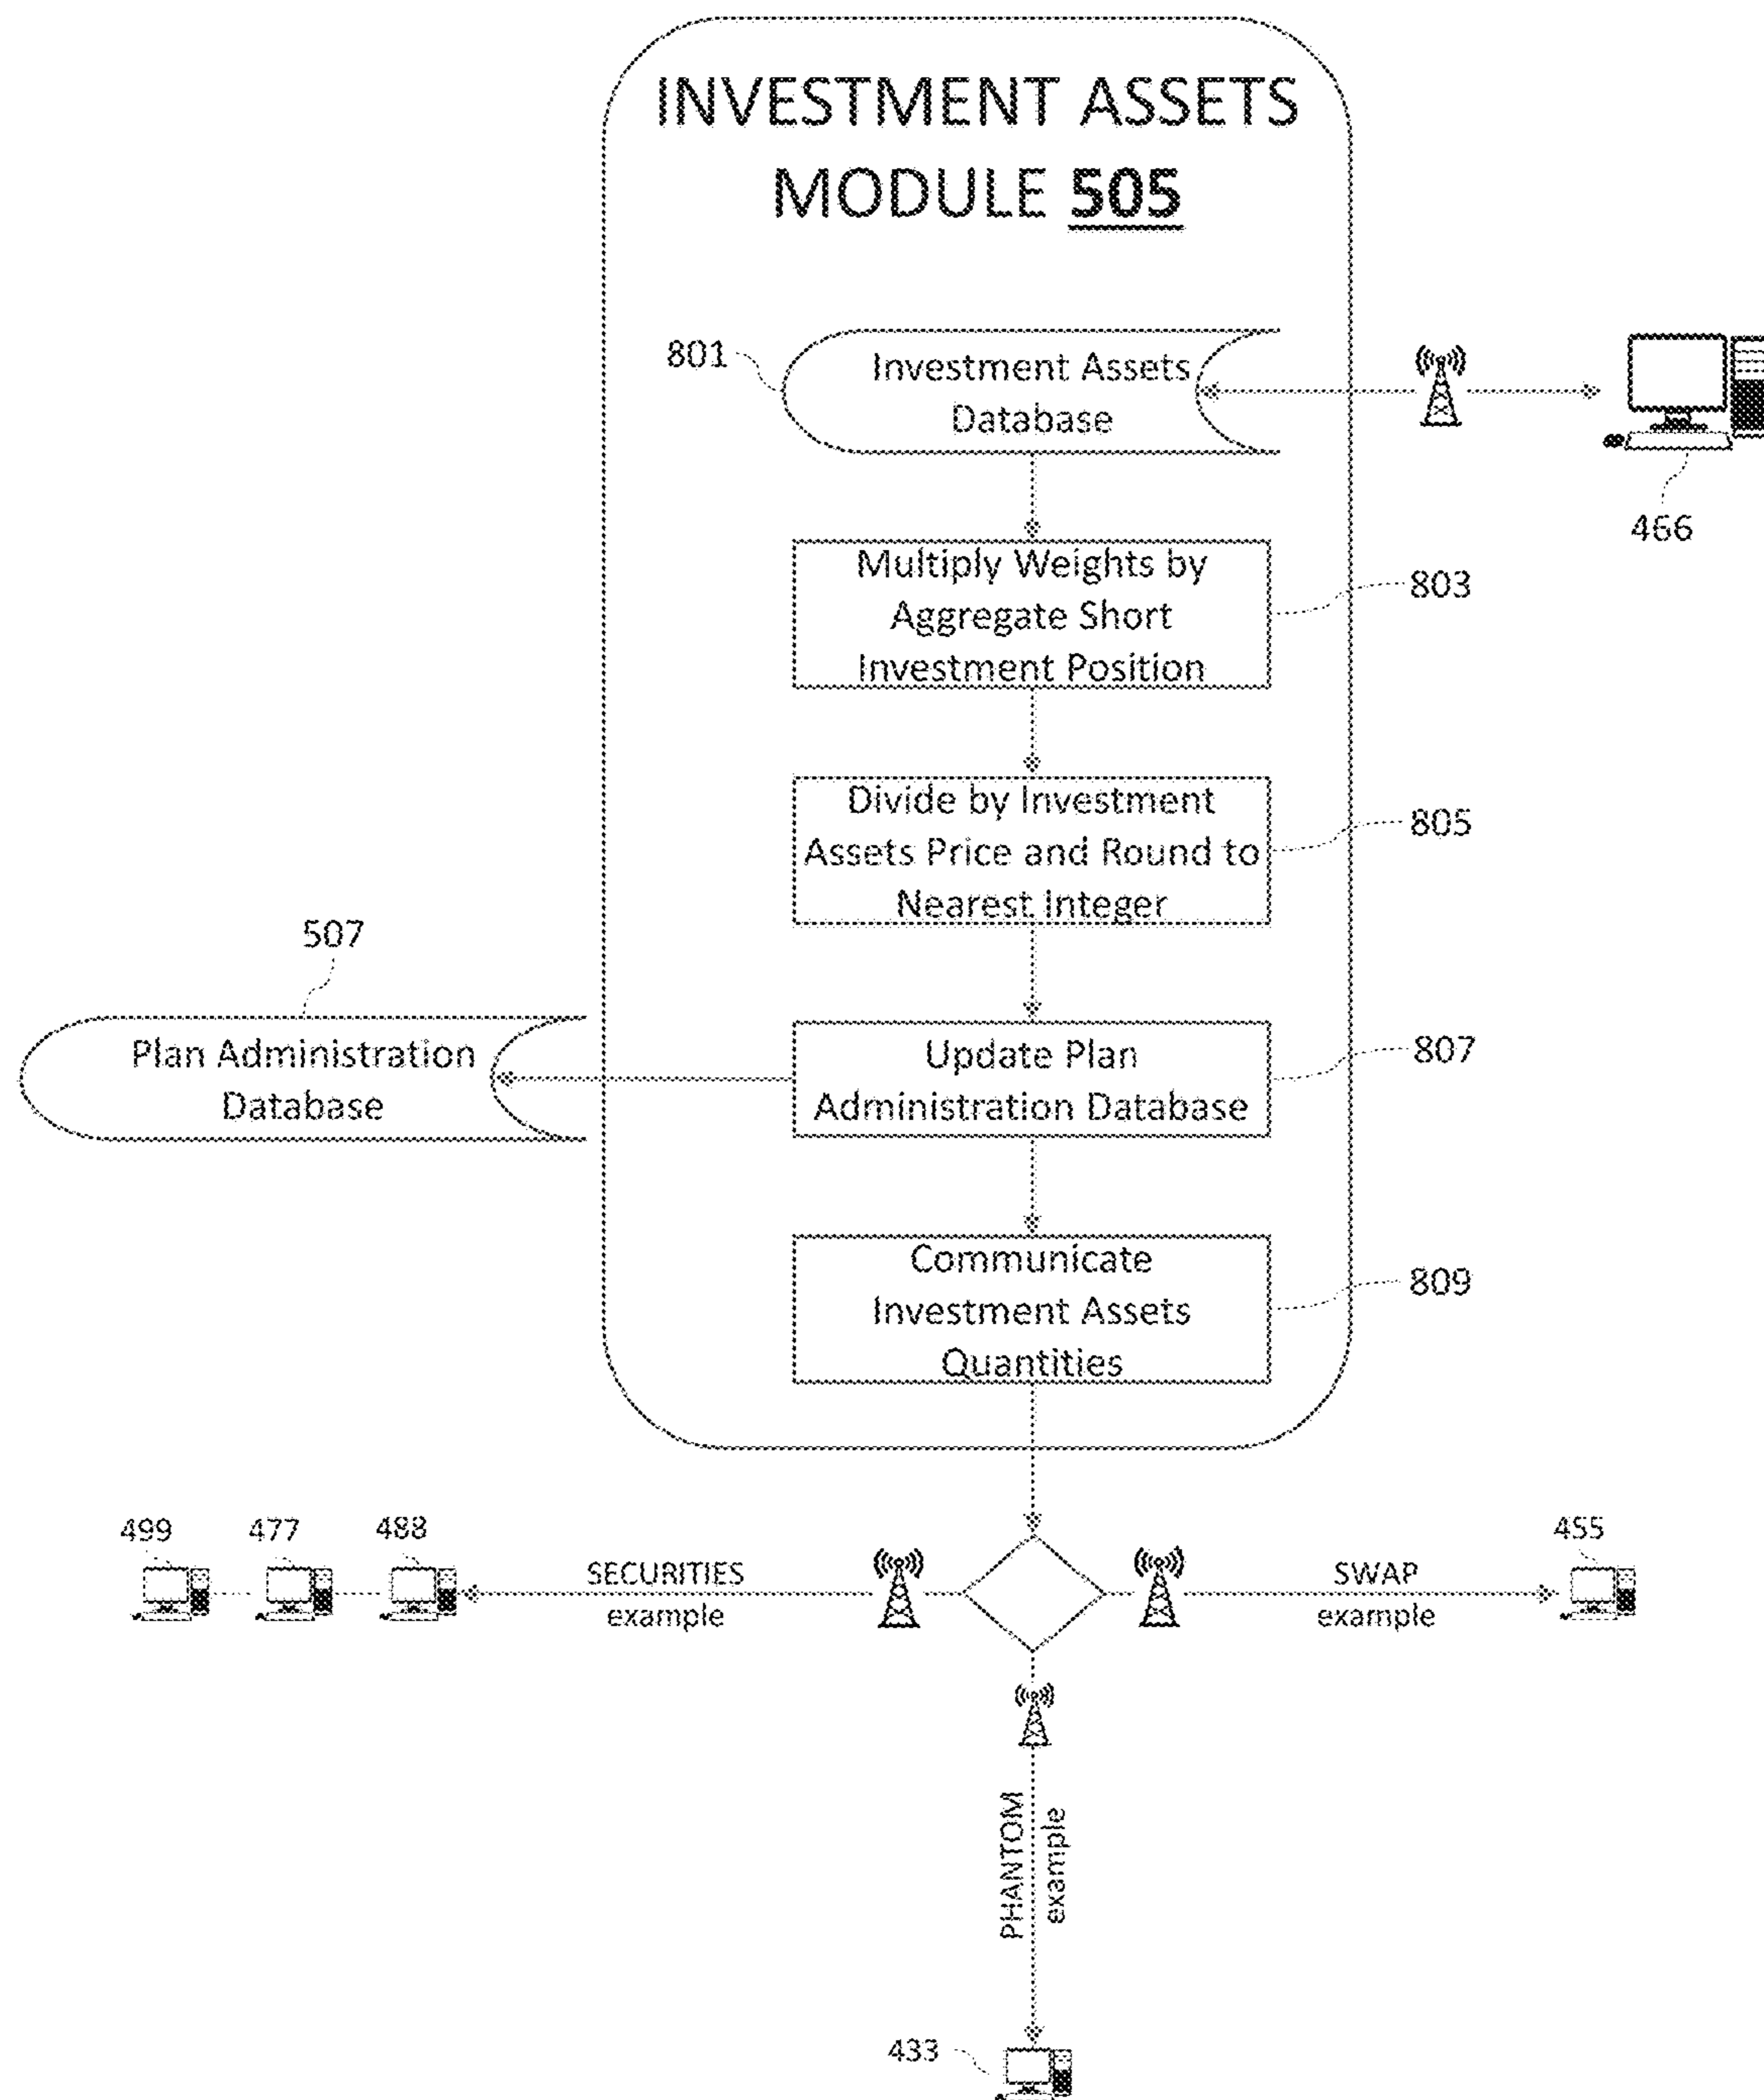 INVESTMENT ASSETS
MODULE 505
801
Investment Assets
Database
466
Multiply Weights by
Aggregate Short
Investment Position
803
Divide by Investment
Assets Price and Round to
Nearest Integer
805
507
Plan Administration
Database
Update Plan
Administration Database
807
Communicate
Investment Assets
Quantities
809
499
477
488
SECURITIES
example
SWAP
example
455
PHANTOM
example
433